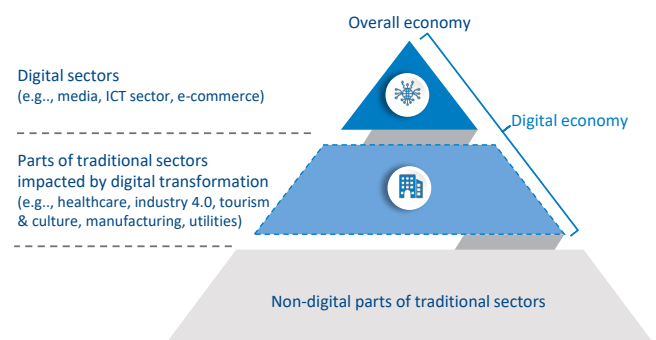 Overall economy
Digital sectors
(e.g.., media, ICT sector, e-commerce)
Digital economy
Parts of traditional sectors
impacted by digital transformation
(e.g.., healthcare, industry 4.0, tourism
& culture, manufacturing, utilities)
Non-digital parts of traditional sectors